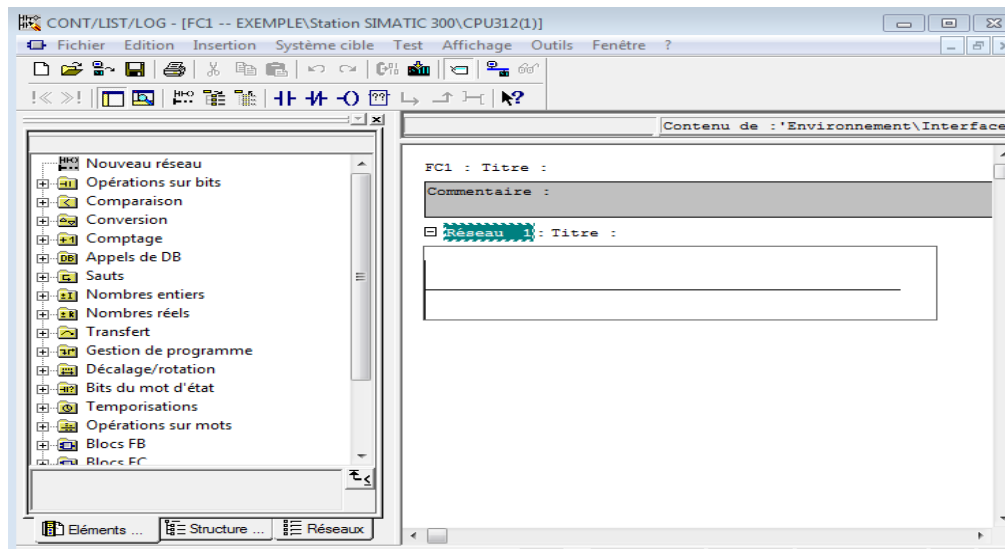 CONT/LIST/LOG - [FC1 -- EXEMPLE\Station SIMATIC 300\CPU312(1)]
Fichier Edition Insertion Système cible Test Affichage Outils Fenêtre ?
Contenu de :'Environnement\Interface
Nouveau réseau
Opérations sur bits
Comparaison
Conversion
Comptage
Appels de DB
Sauts
Nombres entiers
Nombres réels
Transfert
Gestion de programme
Décalage/rotation
Bits du mot d'état
Temporisations
Opérations sur mots
Blocs FB
Blocs FC
Eléments ... Structure ... Réseaux
FC1 : Titre :
Commentaire :
Réseau 1 : Titre :